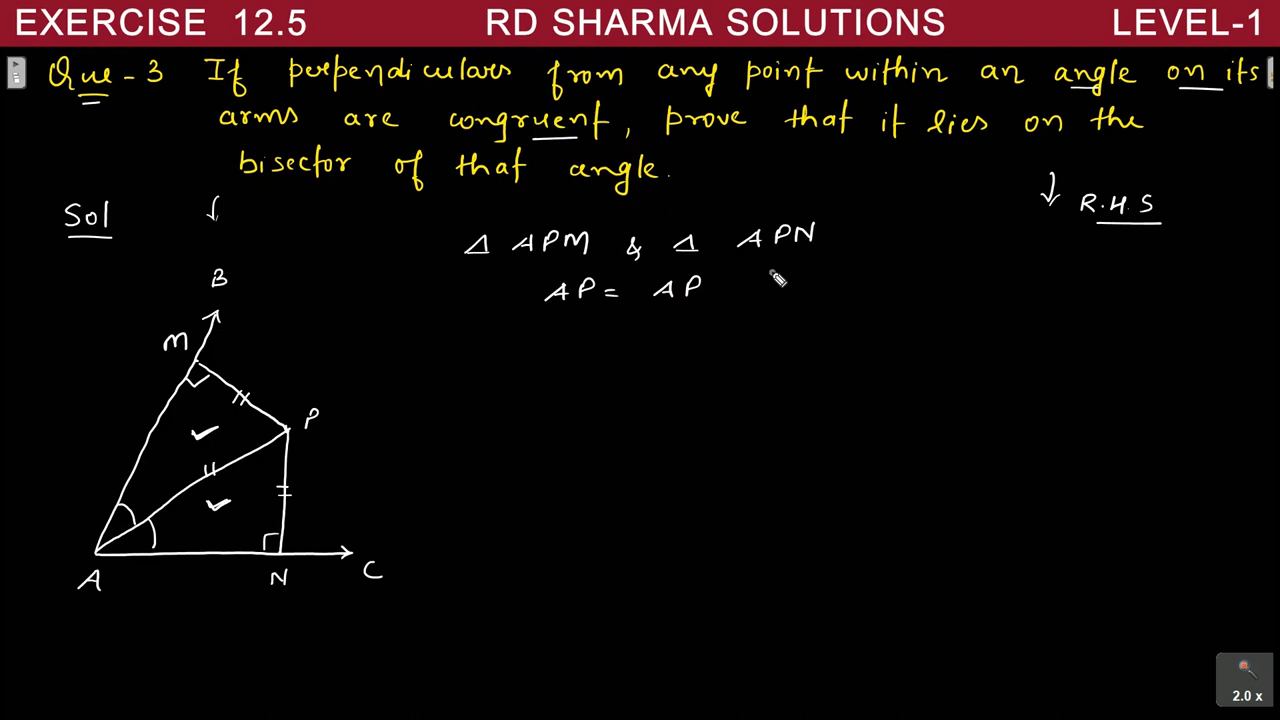 EXERCISE 12.5 RD SHARMA SOLUTIONS LEVEL-1
Que-3 If perpendiculars from any point within an angle on its
arms are congruent, prove that it lies on the
bisector of that angle.
Sol
R.H.S
Δ APM & Δ APN
AP = AP
B
M
P
A
N
C
2.0 x